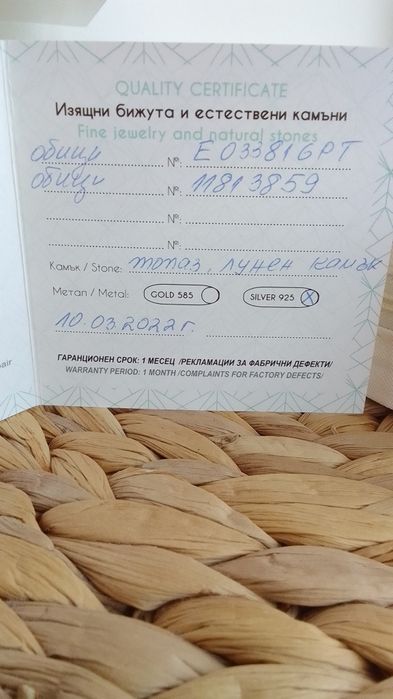 QUALITY CERTIFICATE
Изящни бижута и естествени камъни
Fine jewelry and natural stones
обици №: E033816PT
обици №: 11813859
№:
№:
Камък / Stone: топаз, лунен камък
Метал / Metal: GOLD 585 SILVER 925 X
10.03.2022г.
ГАРАНЦИОНЕН СРОК: 1 МЕСЕЦ /РЕКЛАМАЦИИ ЗА ФАБРИЧНИ ДЕФЕКТИ/
WARRANTY PERIOD: 1 MONTH /COMPLAINTS FOR FACTORY DEFECTS/